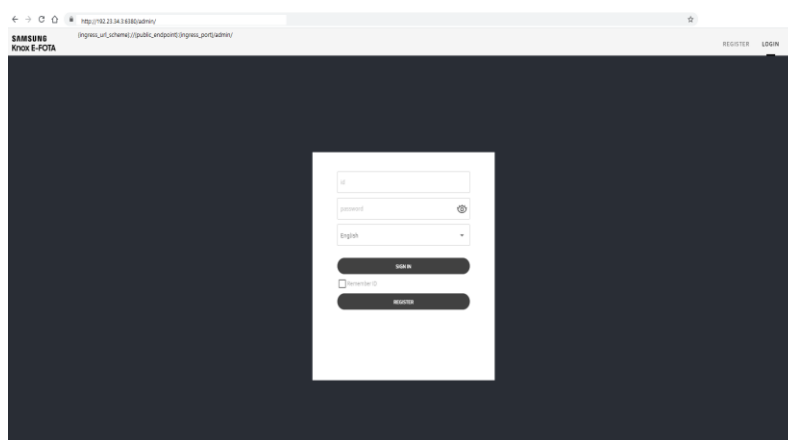 http://192.23.34.3:6380/admin/
SAMSUNG
Knox E-FOTA
{ingress_url_scheme}://{public_endpoint}:{ingress_port}/admin/
REGISTER LOGIN
id
password
English
SIGN IN
Remember ID
REGISTER